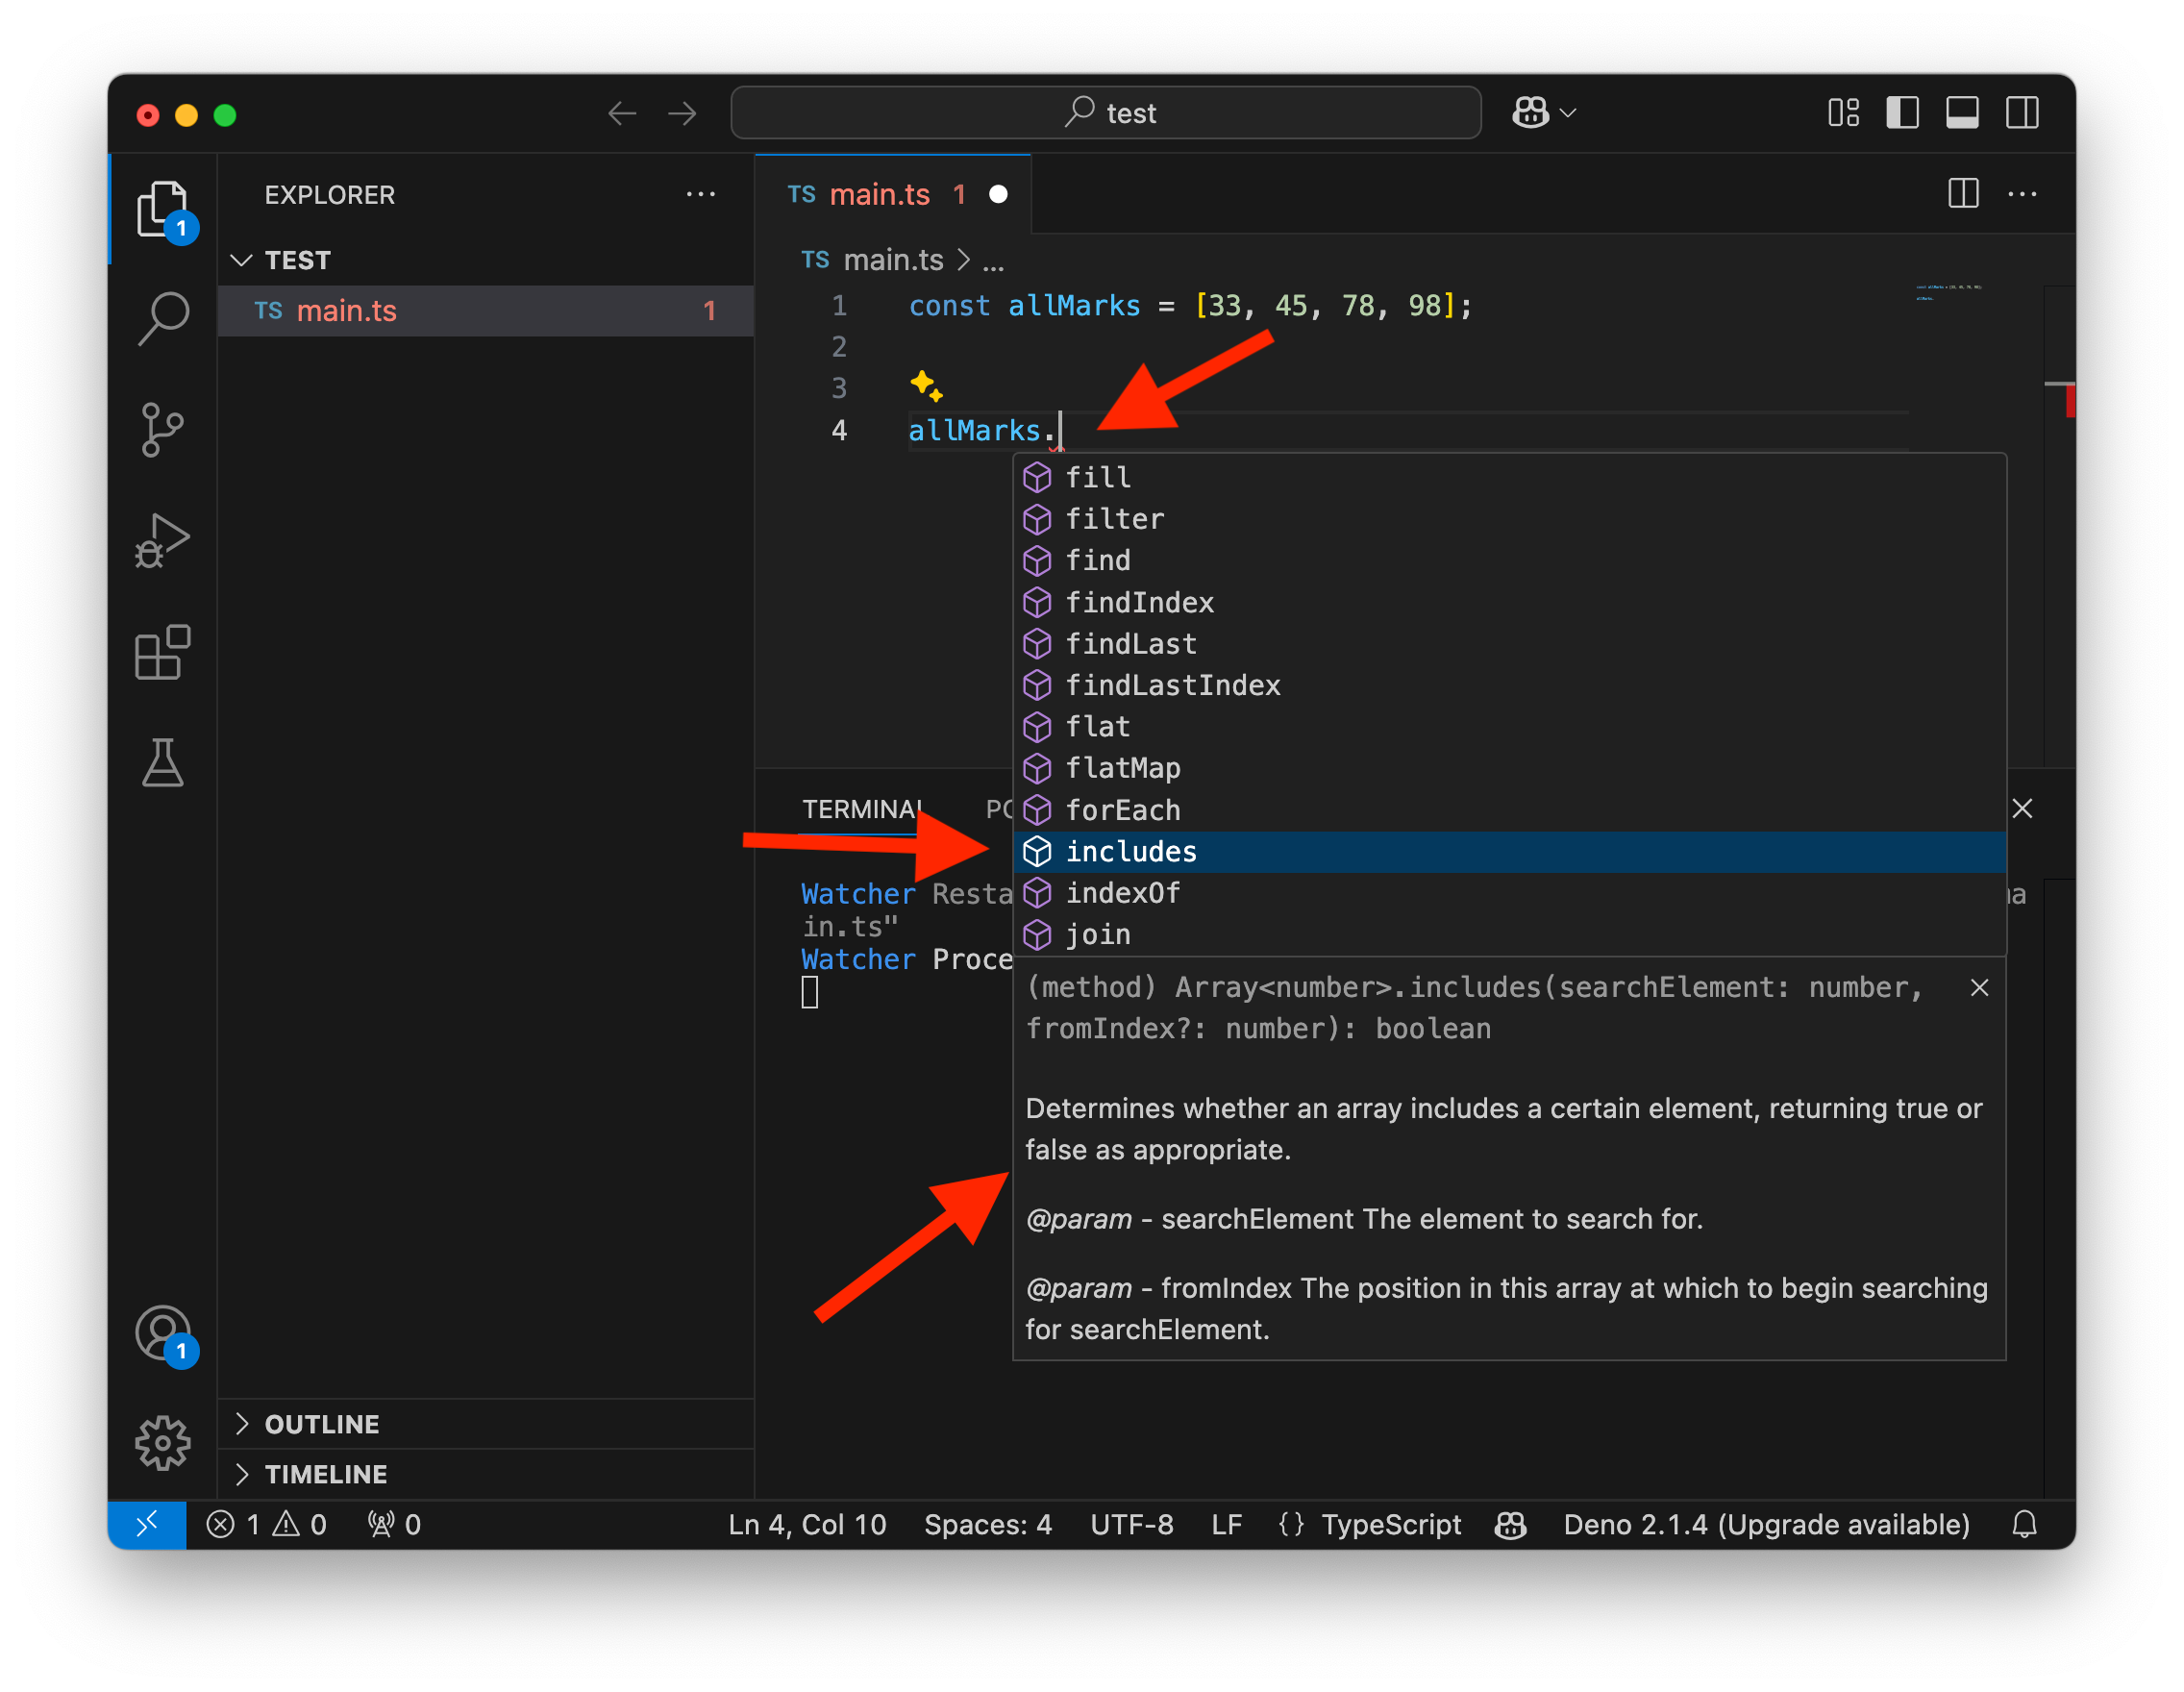 test
EXPLORER
TEST
TS main.ts 1
1
TS main.ts 1
TS main.ts > ...
1 const allMarks = [33, 45, 78, 98];
2
3
4 allMarks.
fill
filter
find
findIndex
findLast
findLastIndex
flat
flatMap
forEach
includes
indexOf
join
(method) Array<number>.includes(searchElement: number,
fromIndex?: number): boolean
Determines whether an array includes a certain element, returning true or
false as appropriate.
@param - searchElement The element to search for.
@param - fromIndex The position in this array at which to begin searching
for searchElement.
TERMINAL
Watcher
in.ts"
Watcher
1
OUTLINE
TIMELINE
1 0 0 Ln 4, Col 10 Spaces: 4 UTF-8 LF {} TypeScript Deno 2.1.4 (Upgrade available)